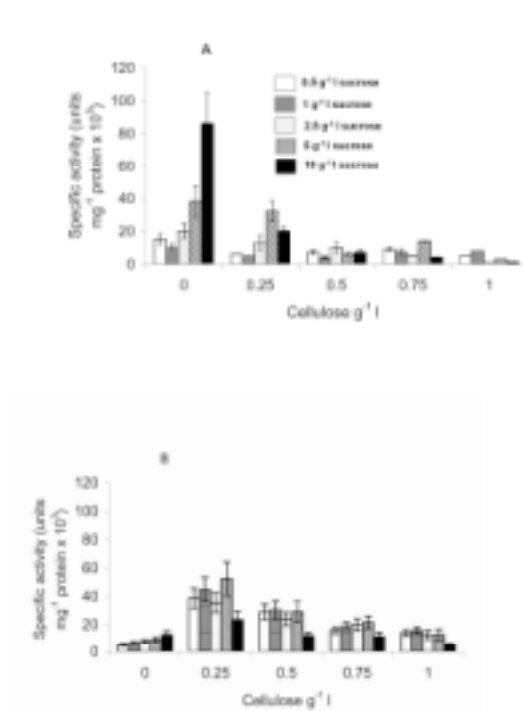 A
Specific activity (units
mg⁻¹ protein x 10³)
120
100
80
60
40
20
0
0.5 g⁻¹ l sucrose
1 g⁻¹ l sucrose
2.5 g⁻¹ l sucrose
5 g⁻¹ l sucrose
10 g⁻¹ l sucrose
0 0.25 0.5 0.75 1
Cellulose g⁻¹ l
B
Specific activity (units
mg⁻¹ protein x 10³)
120
100
80
60
40
20
0
0 0.25 0.5 0.75 1
Cellulose g⁻¹ l